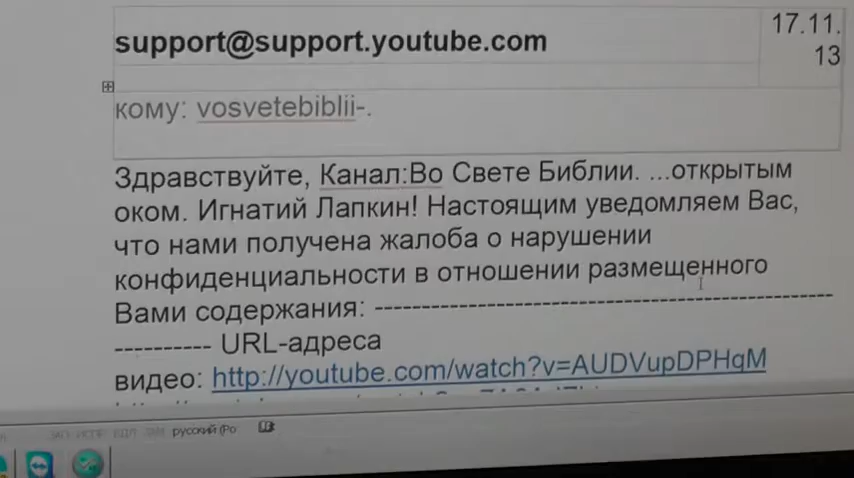 support@support.youtube.com
17.11.
13
кому: vosvetebiblii-.
Здравствуйте, Канал:Во Свете Библии. ...открытым
оком. Игнатий Лапкин! Настоящим уведомляем Вас,
что нами получена жалоба о нарушении
конфиденциальности в отношении размещенного
Вами содержания: ------------------------------------------------
---------- URL-адреса
видео: http://youtube.com/watch?v=AUDVupDPHqM
русский (Ро